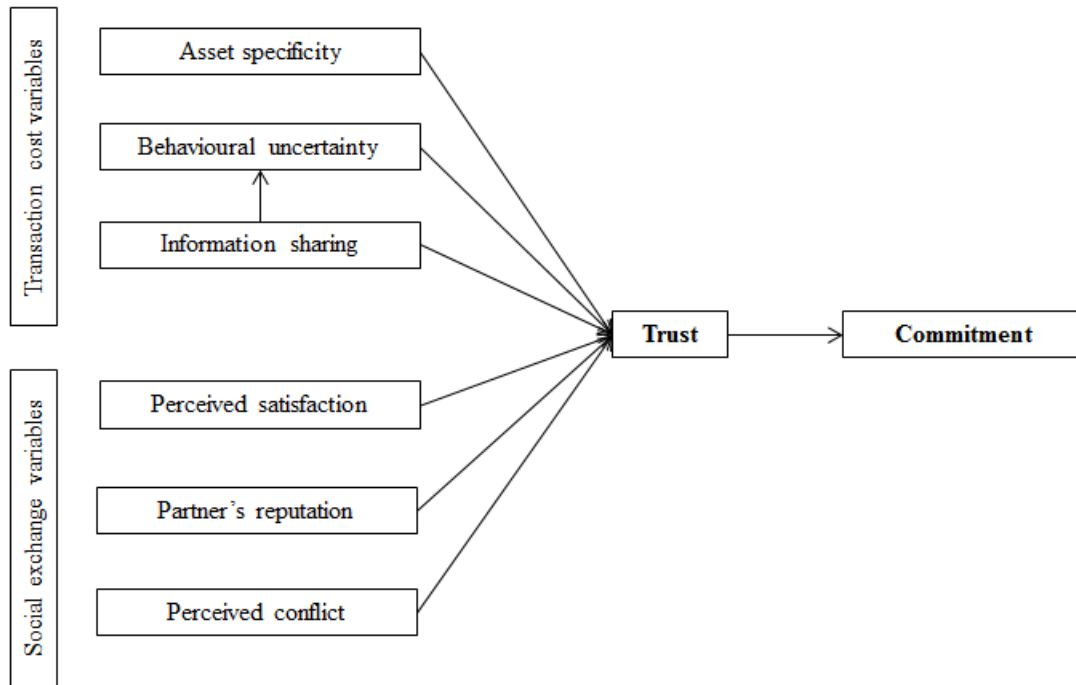 Transaction cost variables
Asset specificity
Behavioural uncertainty
Information sharing
Trust
Commitment
Social exchange variables
Perceived satisfaction
Partner’s reputation
Perceived conflict